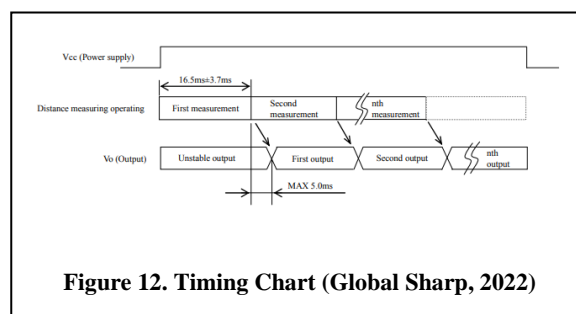 Vcc (Power supply)
16.5ms±3.7ms
Distance measuring operating
First measurement
Second
measurement
nth
measurement
Vo (Output)
Unstable output
First output
Second output
nth
output
MAX 5.0ms
Figure 12. Timing Chart (Global Sharp, 2022)